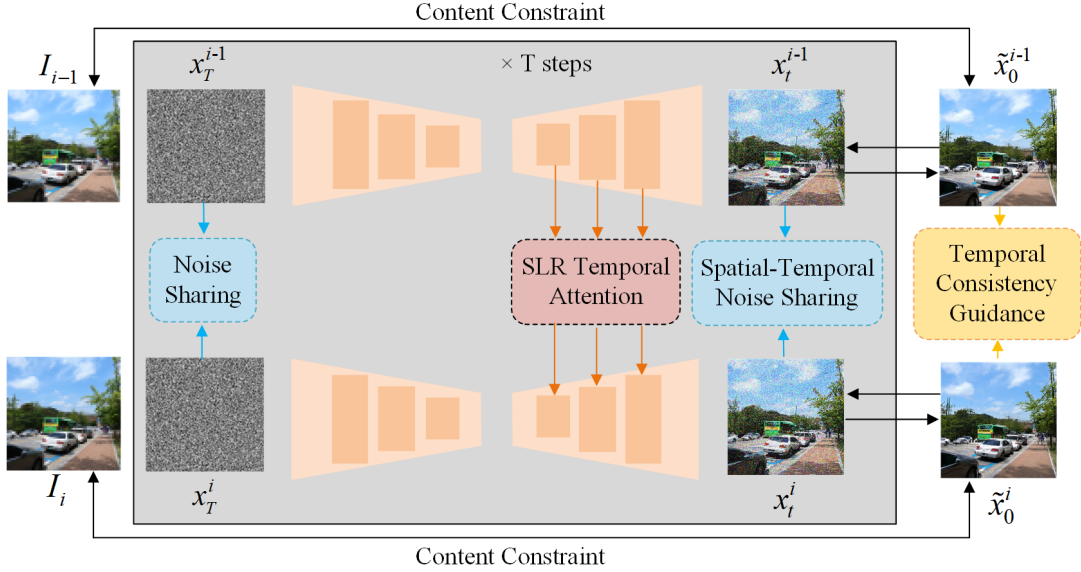 Content Constraint
I_{i-1}
x_T^{i-1}
× T steps
x_t^{i-1}
x̃_0^{i-1}
Noise
Sharing
SLR Temporal
Attention
Spatial-Temporal
Noise Sharing
Temporal
Consistency
Guidance
I_i
x_T^i
x_t^i
x̃_0^i
Content Constraint